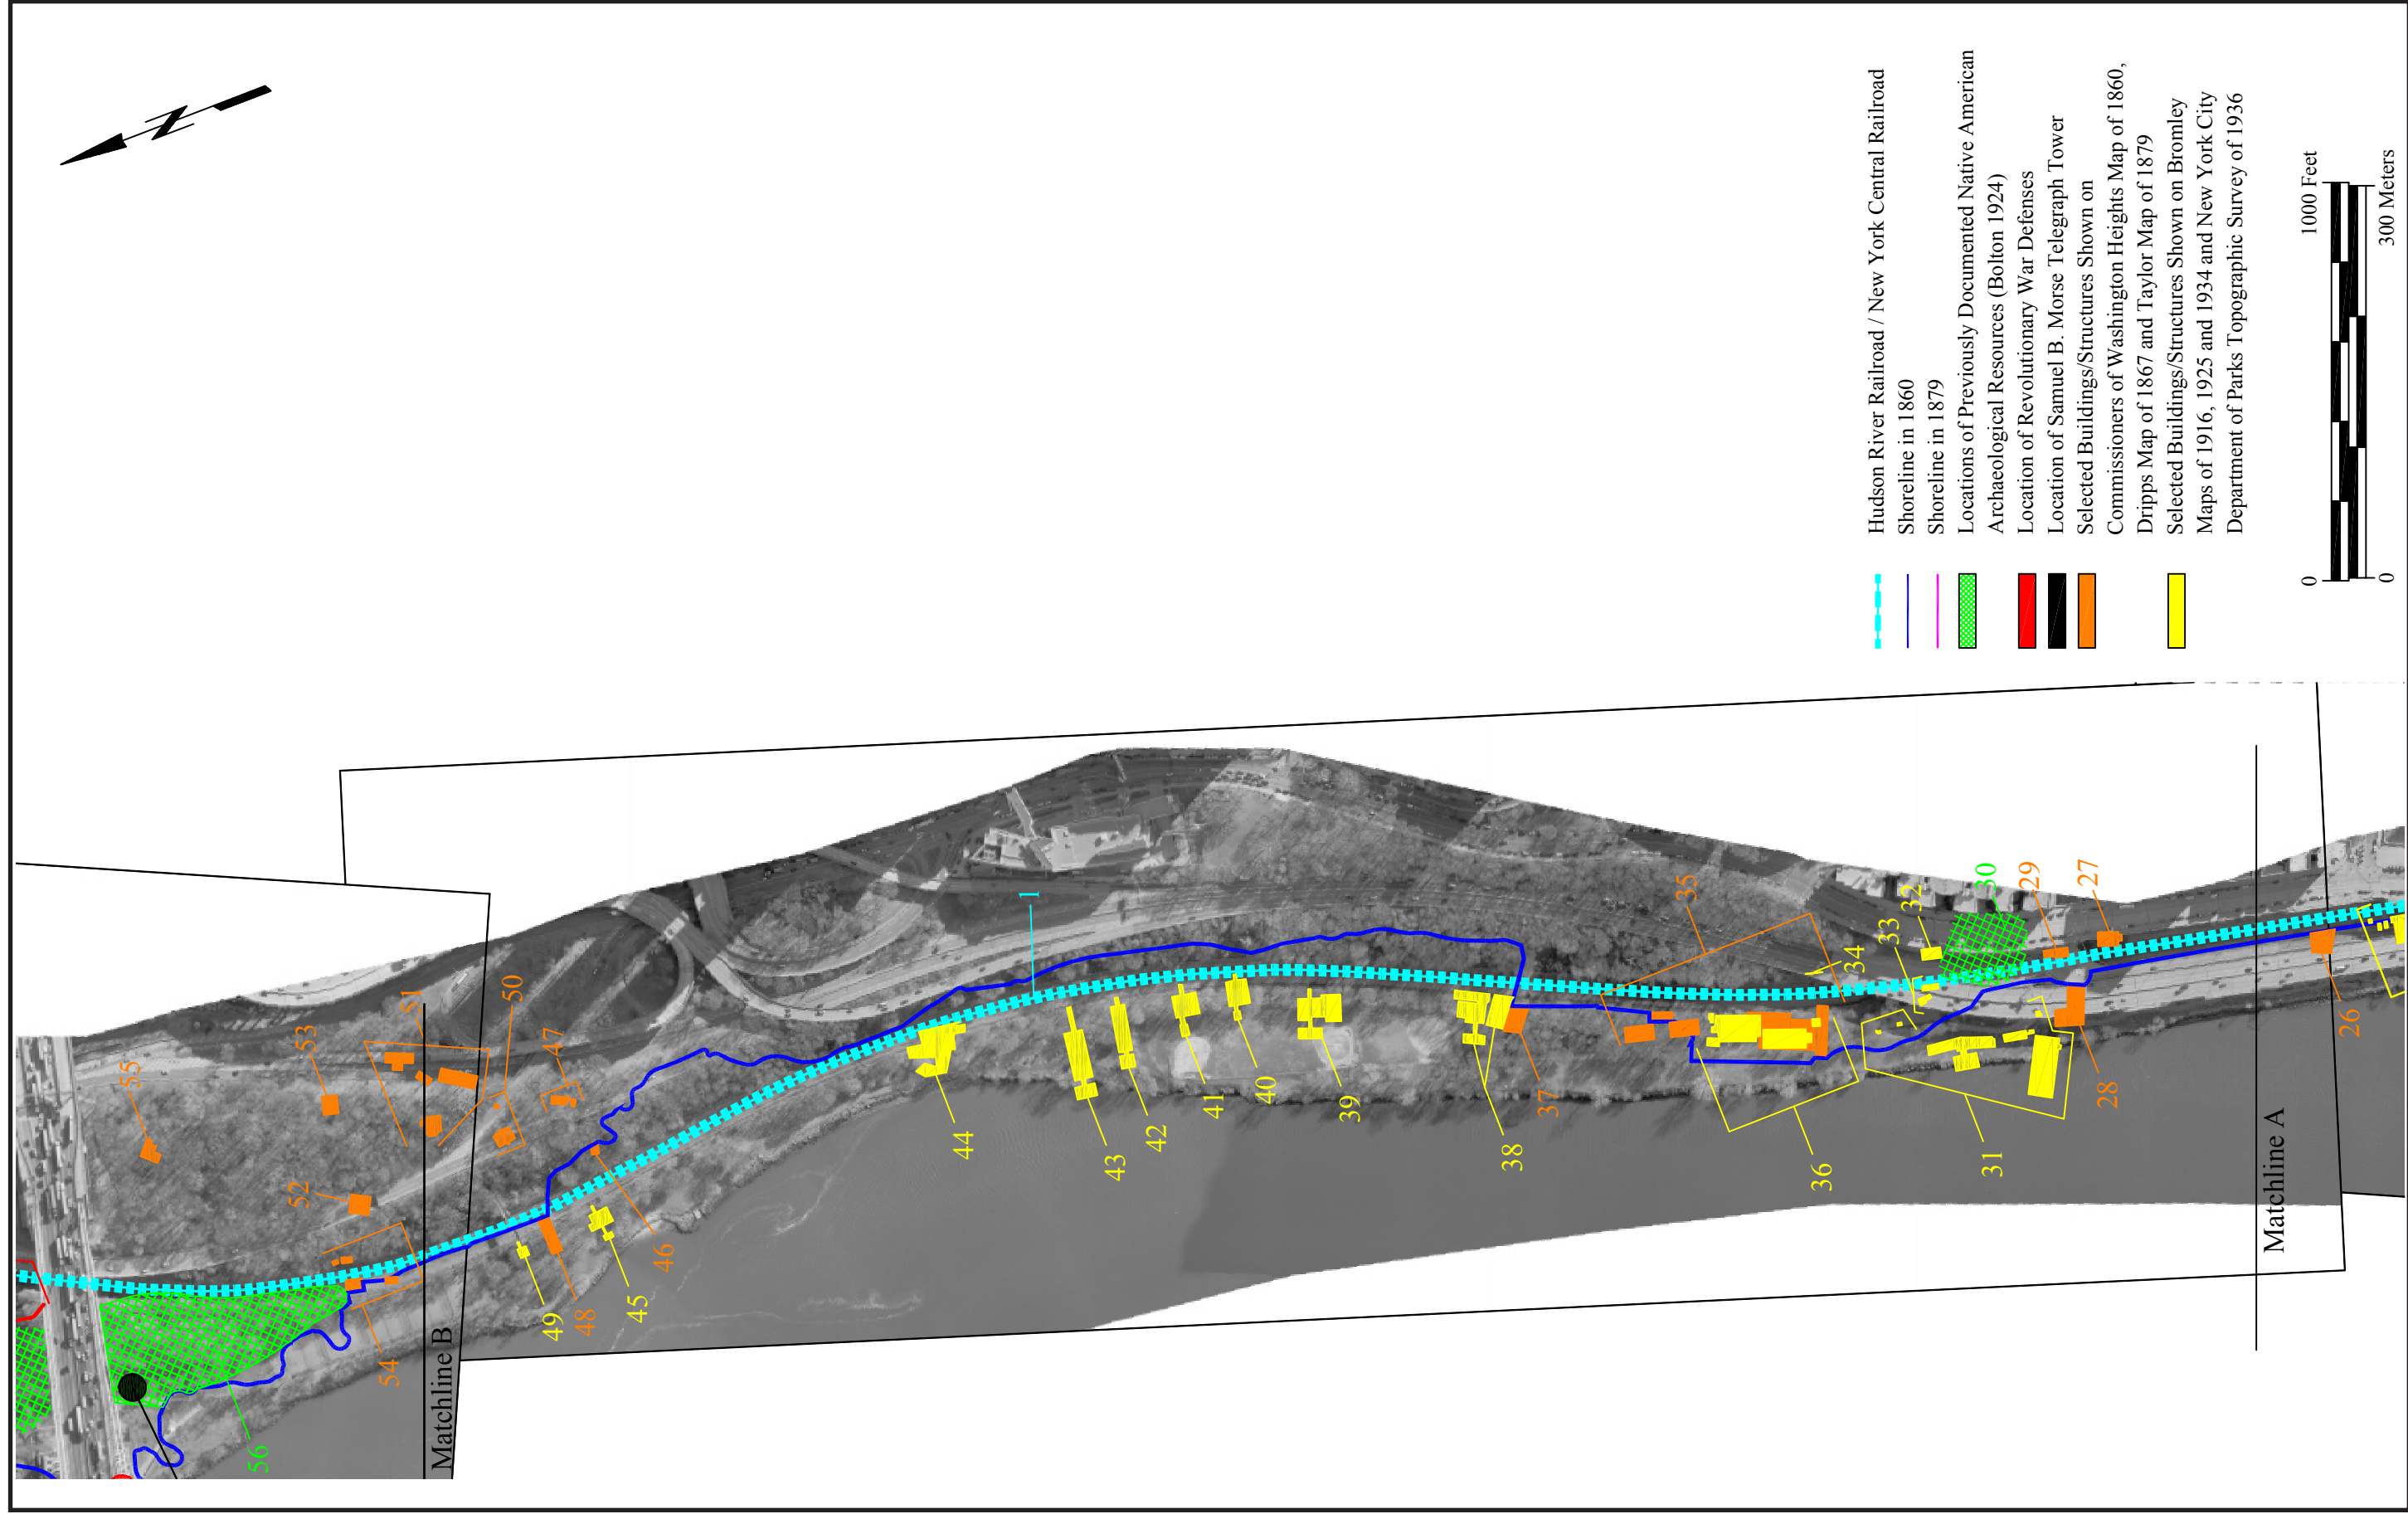 N
Hudson River Railroad / New York Central Railroad
Shoreline in 1860
Shoreline in 1879
Locations of Previously Documented Native American
Archaeological Resources (Bolton 1924)
Location of Revolutionary War Defenses
Location of Samuel B. Morse Telegraph Tower
Selected Buildings/Structures Shown on
Commissioners of Washington Heights Map of 1860,
Dripps Map of 1867 and Taylor Map of 1879
Selected Buildings/Structures Shown on Bromley
Maps of 1916, 1925 and 1934 and New York City
Department of Parks Topographic Survey of 1936
0
1000 Feet
0
300 Meters
55
53
51
50
47
52
54
56
Matchline B
49
48
45
46
44
1
43
42
41
40
39
38
37
35
36
34
33
32
30
31
29
28
27
26
Matchline A